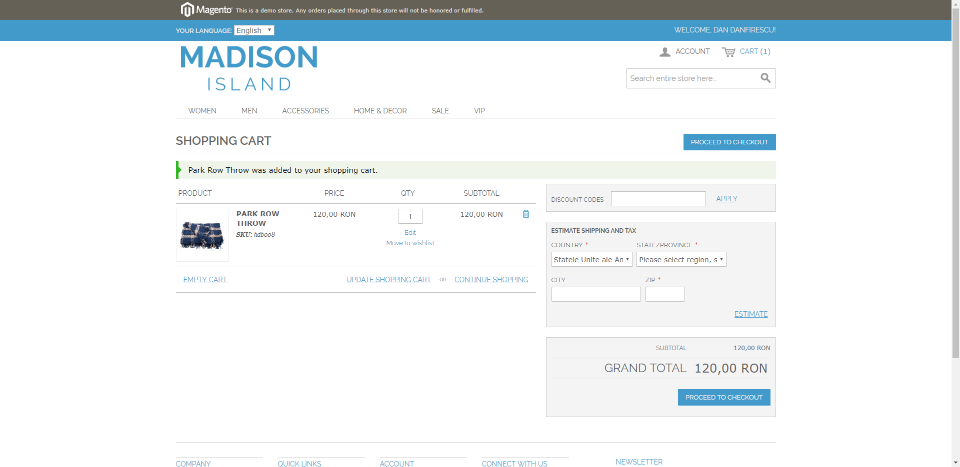 Magento This is a demo store. Any orders placed through this store will not be honored or fulfilled.
YOUR LANGUAGE: English WELCOME, DAN DANFIRESCU!
MADISON
ISLAND
ACCOUNT CART (1)
Search entire store here...
WOMEN MEN ACCESSORIES HOME & DECOR SALE VIP
SHOPPING CART
PROCEED TO CHECKOUT
Park Row Throw was added to your shopping cart.
PRODUCT PRICE QTY SUBTOTAL
PARK ROW THROW 120,00 RON 1 120,00 RON
SKU: hdb008
Edit
Move to wishlist
EMPTY CART UPDATE SHOPPING CART -or- CONTINUE SHOPPING
DISCOUNT CODES APPLY
ESTIMATE SHIPPING AND TAX
COUNTRY * STATE/PROVINCE *
Statele Unite ale An Please select region, s
CITY ZIP *
ESTIMATE
SUBTOTAL 120,00 RON
GRAND TOTAL 120,00 RON
PROCEED TO CHECKOUT
COMPANY QUICK LINKS ACCOUNT CONNECT WITH US NEWSLETTER